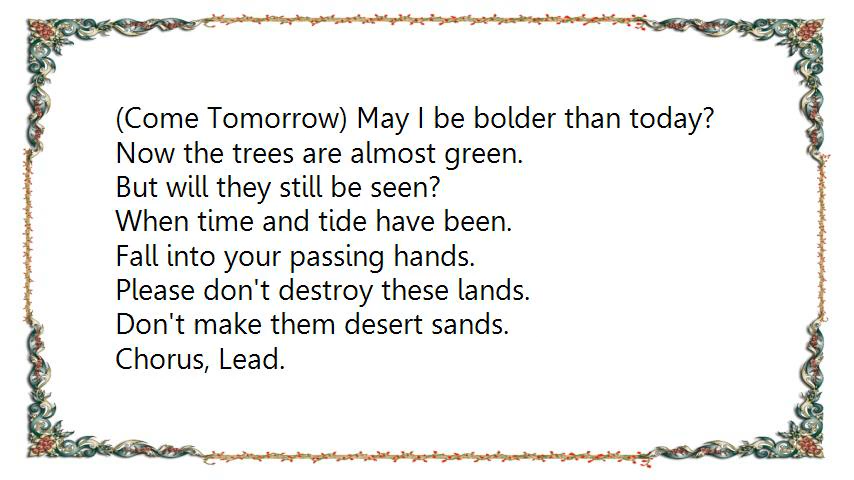 (Come Tomorrow) May I be bolder than today?
Now the trees are almost green.
But will they still be seen?
When time and tide have been.
Fall into your passing hands.
Please don't destroy these lands.
Don't make them desert sands.
Chorus, Lead.